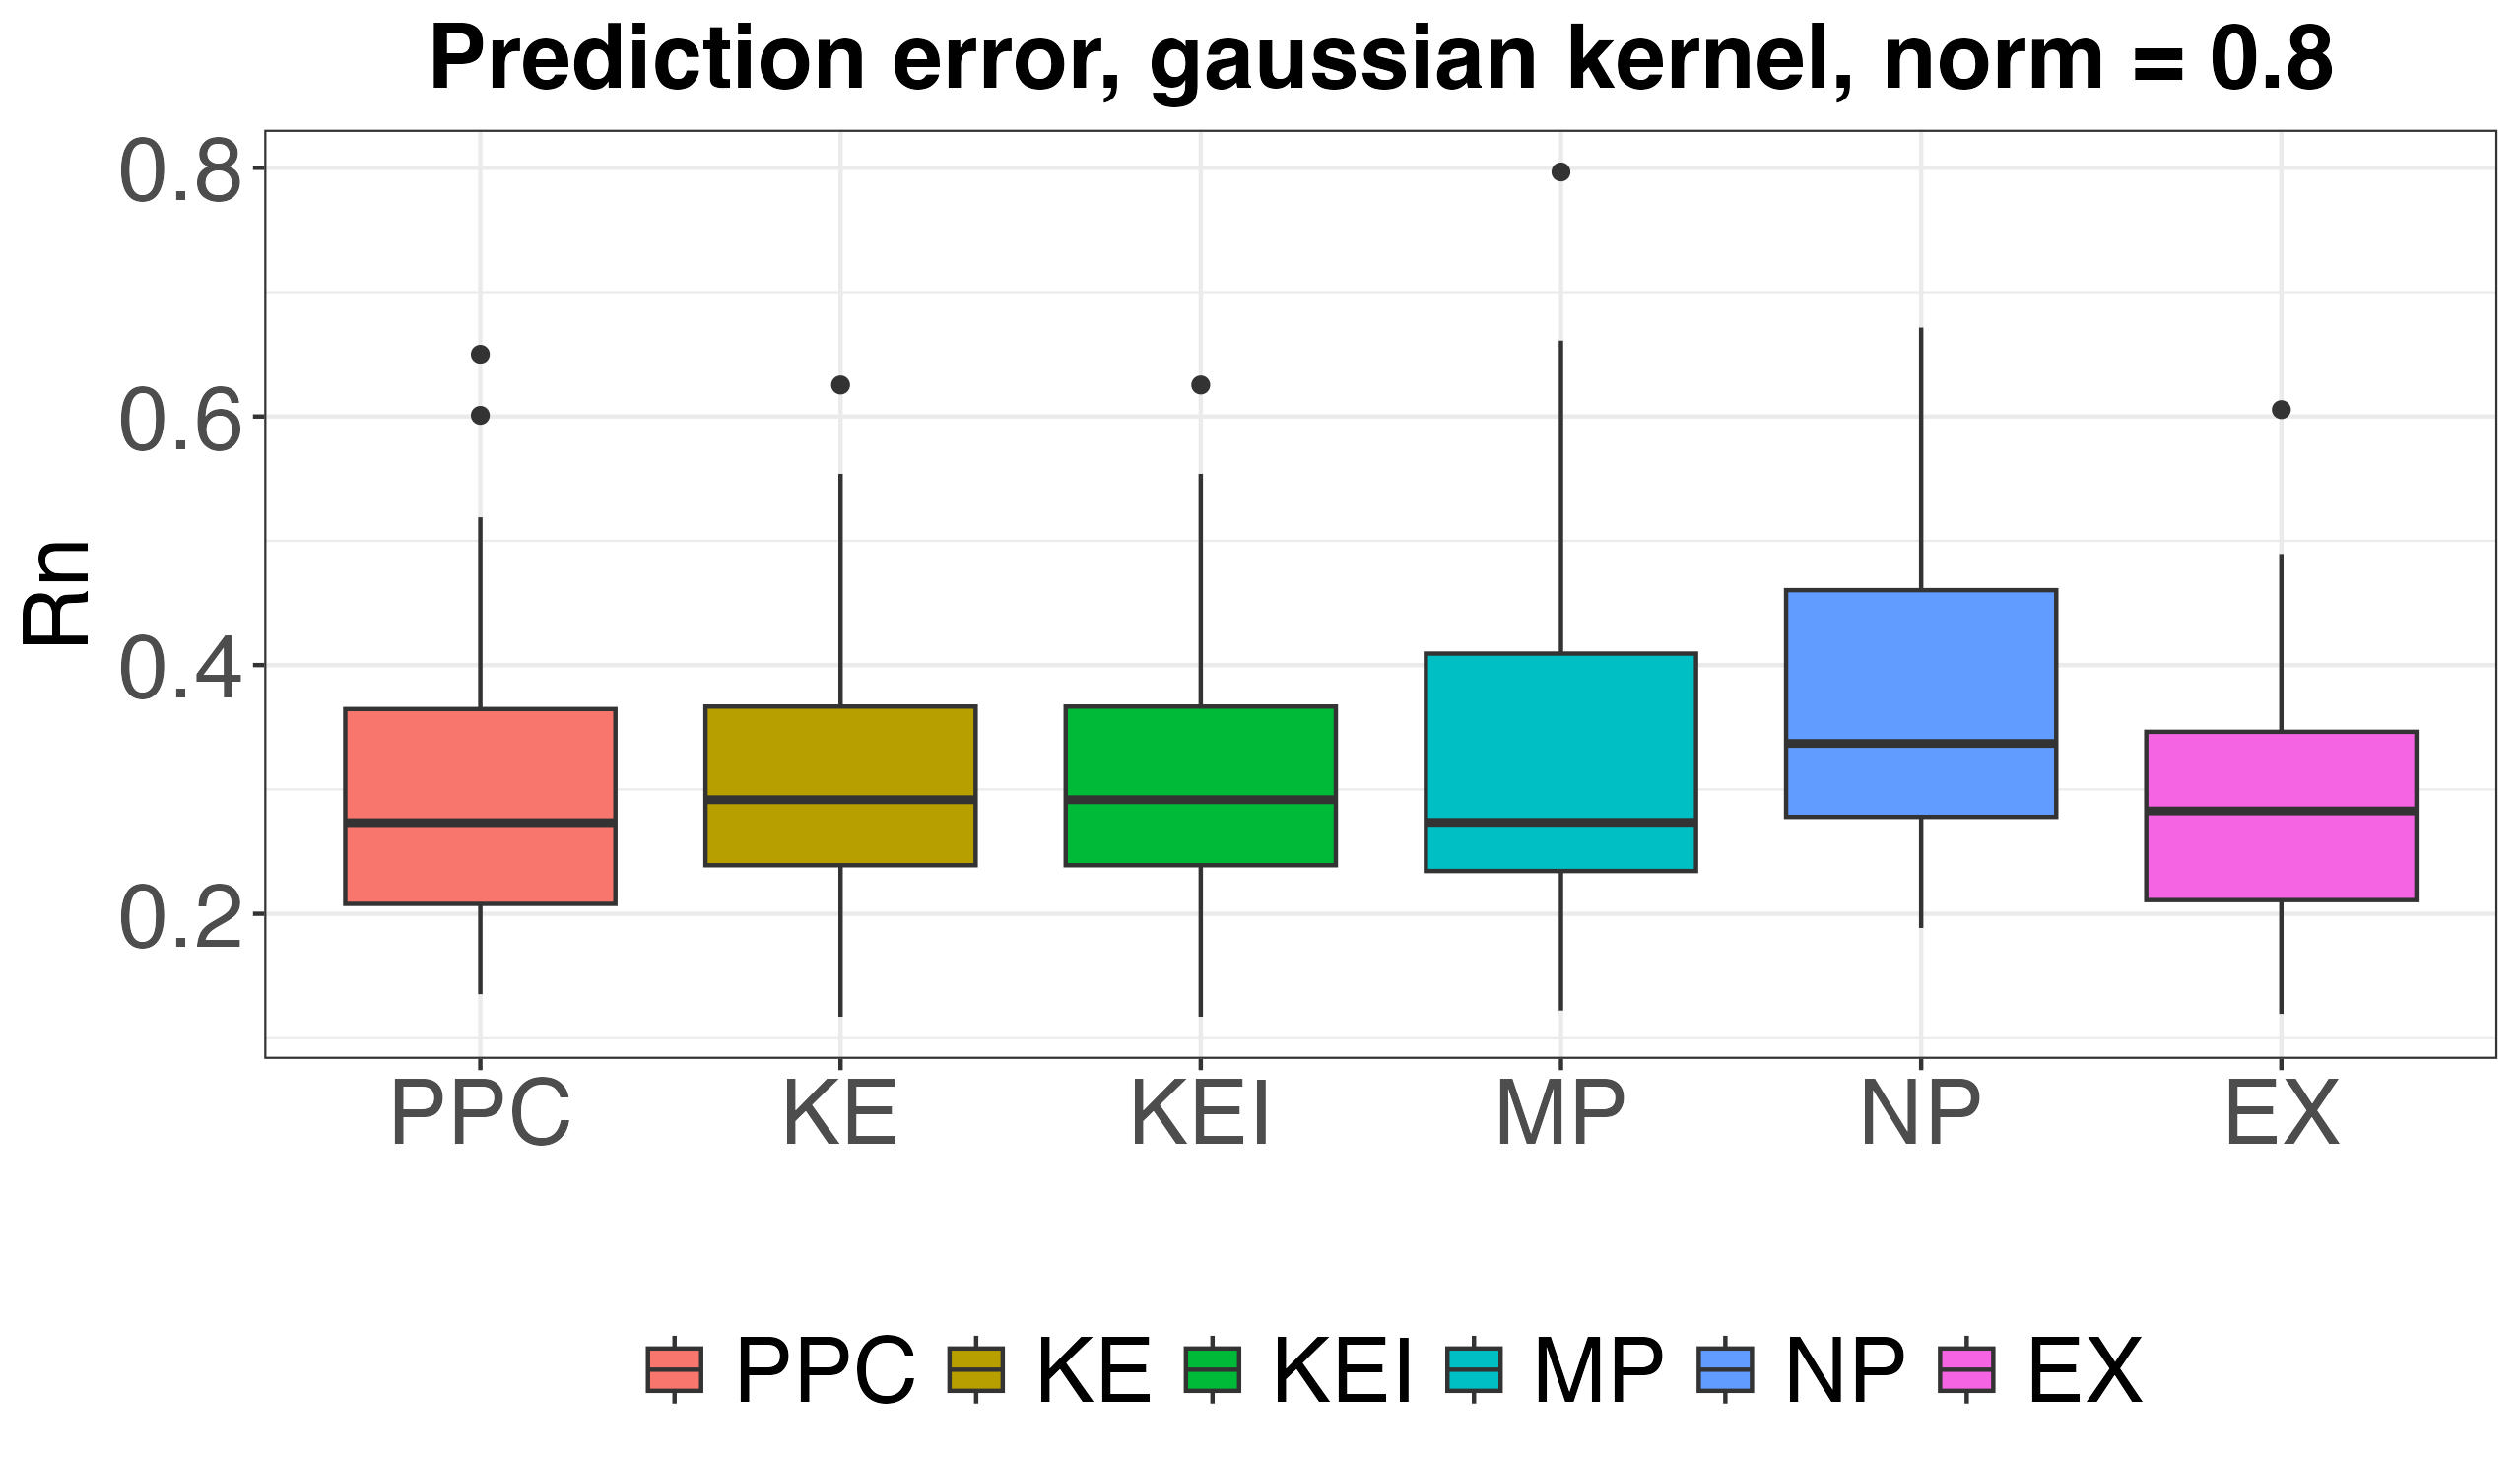 Prediction error, gaussian kernel, norm = 0.8
0.8
0.6
0.4
0.2
Rn
PPC KE KEI MP NP EX
PPC KE KEI MP NP EX